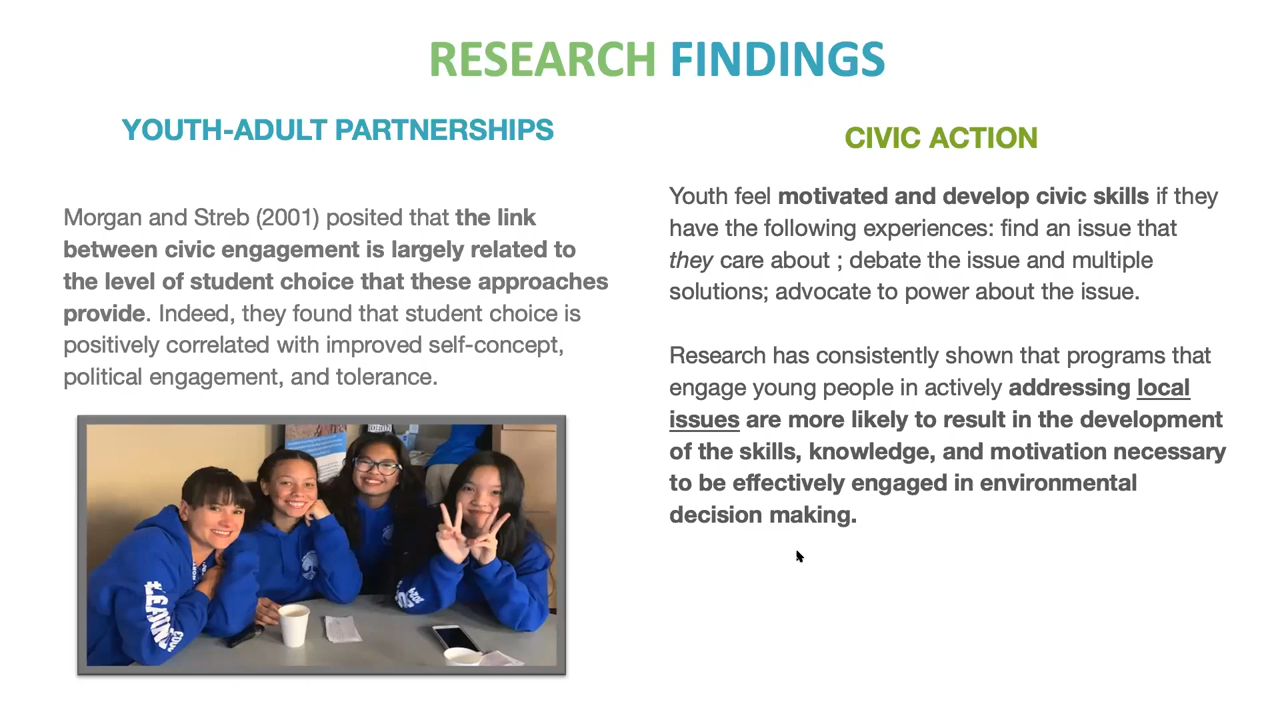 RESEARCH FINDINGS
YOUTH-ADULT PARTNERSHIPS
Morgan and Streb (2001) posited that the link
between civic engagement is largely related to
the level of student choice that these approaches
provide. Indeed, they found that student choice is
positively correlated with improved self-concept,
political engagement, and tolerance.
CIVIC ACTION
Youth feel motivated and develop civic skills if they
have the following experiences: find an issue that
they care about ; debate the issue and multiple
solutions; advocate to power about the issue.
Research has consistently shown that programs that
engage young people in actively addressing local
issues are more likely to result in the development
of the skills, knowledge, and motivation necessary
to be effectively engaged in environmental
decision making.